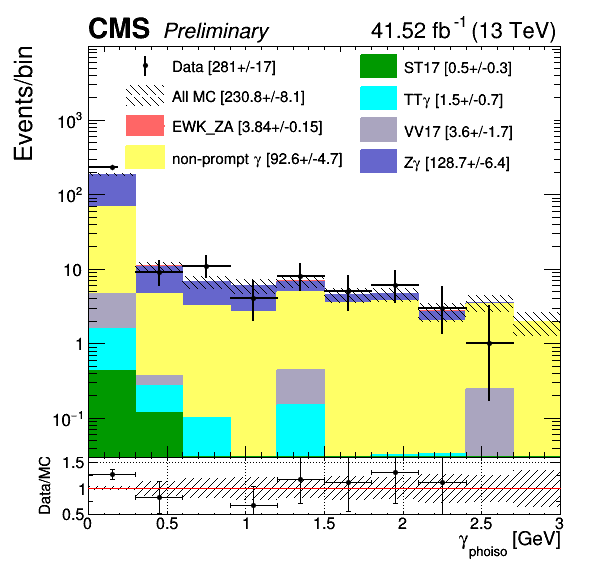 CMS Preliminary 41.52 fb⁻¹ (13 TeV)
Events/bin
Data [281+/-17]
All MC [230.8+/-8.1]
EWK_ZA [3.84+/-0.15]
non-prompt γ [92.6+/-4.7]
ST17 [0.5+/-0.3]
TTγ [1.5+/-0.7]
VV17 [3.6+/-1.7]
Zγ [128.7+/-6.4]
10³
10²
10
1
10⁻¹
Data/MC
1.5
1
0.5
0 0.5 1 1.5 2 2.5 3
γ_phoiso [GeV]